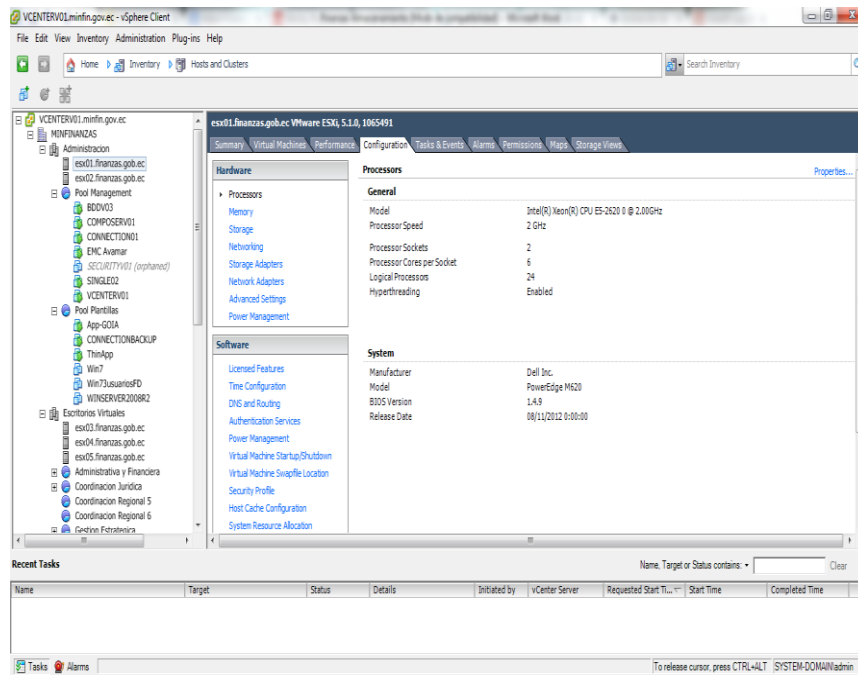 VCENTERV01.minfin.gov.ec - vSphere Client
File Edit View Inventory Administration Plug-ins Help
Home Inventory Hosts and Clusters
Search Inventory
VCENTERV01.minfin.gov.ec
MINFINANZAS
Administracion
esx01.finanzas.gob.ec
esx02.finanzas.gob.ec
Pool Management
BDDV03
COMPOSERV01
CONNECTION01
EMC Avamar
SECURITYV01 (orphaned)
SINGLE02
VCENTERV01
Pool Plantillas
App-GOIA
CONNECTIONBACKUP
ThinApp
Win7
Win73usuariosFD
WINSERVER2008R2
Escritorios Virtuales
esx03.finanzas.gob.ec
esx04.finanzas.gob.ec
esx05.finanzas.gob.ec
Administrativa y Financiera
Coordinacion Juridica
Coordinacion Regional 5
Coordinacion Regional 6
Gestion Estrategica
esx01.finanzas.gob.ec VMware ESXi, 5.1.0, 1065491
Summary Virtual Machines Performance Configuration Tasks & Events Alarms Permissions Maps Storage Views
Hardware
Processors
Memory
Storage
Networking
Storage Adapters
Network Adapters
Advanced Settings
Power Management
Software
Licensed Features
Time Configuration
DNS and Routing
Authentication Services
Power Management
Virtual Machine Startup/Shutdown
Virtual Machine Swapfile Location
Security Profile
Host Cache Configuration
System Resource Allocation
Processors
Properties...
General
Model Intel(R) Xeon(R) CPU E5-2620 0 @ 2.00GHz
Processor Speed 2 GHz
Processor Sockets 2
Processor Cores per Socket 6
Logical Processors 24
Hyperthreading Enabled
System
Manufacturer Dell Inc.
Model PowerEdge M620
BIOS Version 1.4.9
Release Date 08/11/2012 0:00:00
Recent Tasks
Name, Target or Status contains:
Clear
Name Target Status Details Initiated by vCenter Server Requested Start Ti... Start Time Completed Time
Tasks Alarms
To release cursor, press CTRL+ALT SYSTEM-DOMAIN\admin